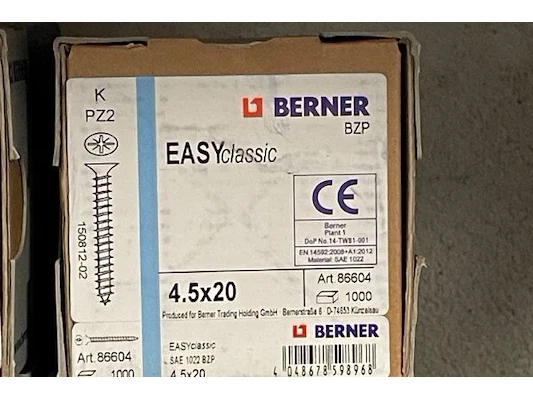 K
PZ2
BERNER
BZP
EASYclassic
150812-02
CE
Berner
Plant 1
DoP No.14-TWS1-001
EN 14592:2008+A1:2012
Material: SAE 1022
4.5x20
Art.86604
1000
Produced for Berner Trading Holding GmbH · Bernerstraße 6 D-74653 Künzelsau
Art.86604
1000
EASYclassic
SAE 1022 BZP
4.5x20
BERNER
4 048678 598968